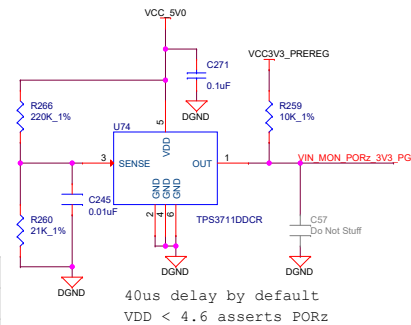 VCC_5V0
C271
0.1uF
DGND
VCC3V3_PREREG
R266
220K_1%
R259
10K_1%
U74
5
VDD
3
SENSE
OUT
1
VIN_MON_PORz_3V3_PG
C245
0.01uF
GND
GND
GND
2
4
6
TPS3711DDCR
R260
21K_1%
C57
Do Not Stuff
DGND
DGND
DGND
40us delay by default
VDD < 4.6 asserts PORz